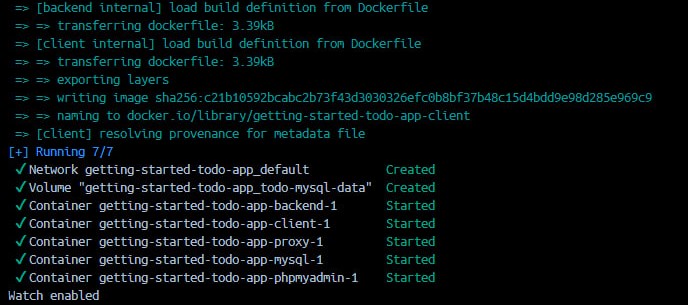 => [backend internal] load build definition from Dockerfile
=> => transferring dockerfile: 3.39kB
=> [client internal] load build definition from Dockerfile
=> => transferring dockerfile: 3.39kB
=> => exporting layers
=> => writing image sha256:c21b10592bcabc2b73f43d3030326efc0b8bf37b48c15d4bdd9e98d285e969c9
=> => naming to docker.io/library/getting-started-todo-app-client
=> [client] resolving provenance for metadata file
[+] Running 7/7
✔ Network getting-started-todo-app_default Created
✔ Volume "getting-started-todo-app_todo-mysql-data" Created
✔ Container getting-started-todo-app-backend-1 Started
✔ Container getting-started-todo-app-client-1 Started
✔ Container getting-started-todo-app-proxy-1 Started
✔ Container getting-started-todo-app-mysql-1 Started
✔ Container getting-started-todo-app-phpmyadmin-1 Started
Watch enabled